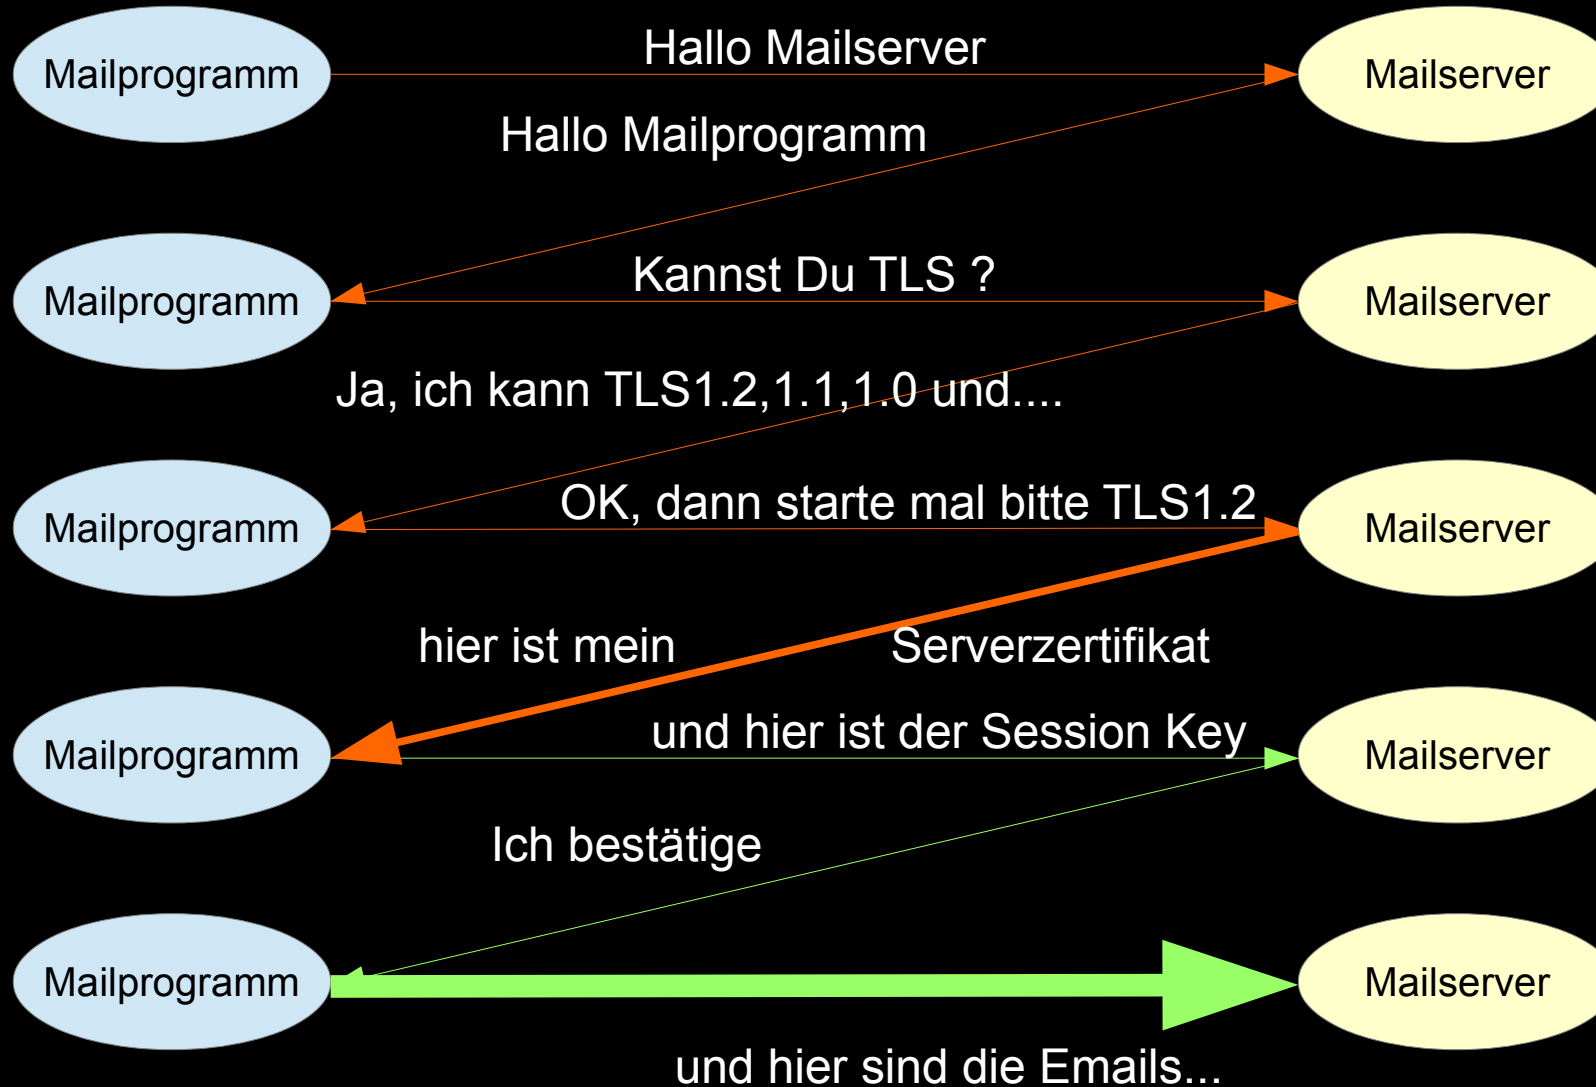 Mailprogramm
Hallo Mailserver
Mailserver
Hallo Mailprogramm
Mailprogramm
Kannst Du TLS ?
Mailserver
Ja, ich kann TLS1.2,1.1,1.0 und....
Mailprogramm
OK, dann starte mal bitte TLS1.2
Mailserver
hier ist mein Serverzertifikat
Mailprogramm
und hier ist der Session Key
Mailserver
Ich bestätige
Mailprogramm
Mailserver
und hier sind die Emails...